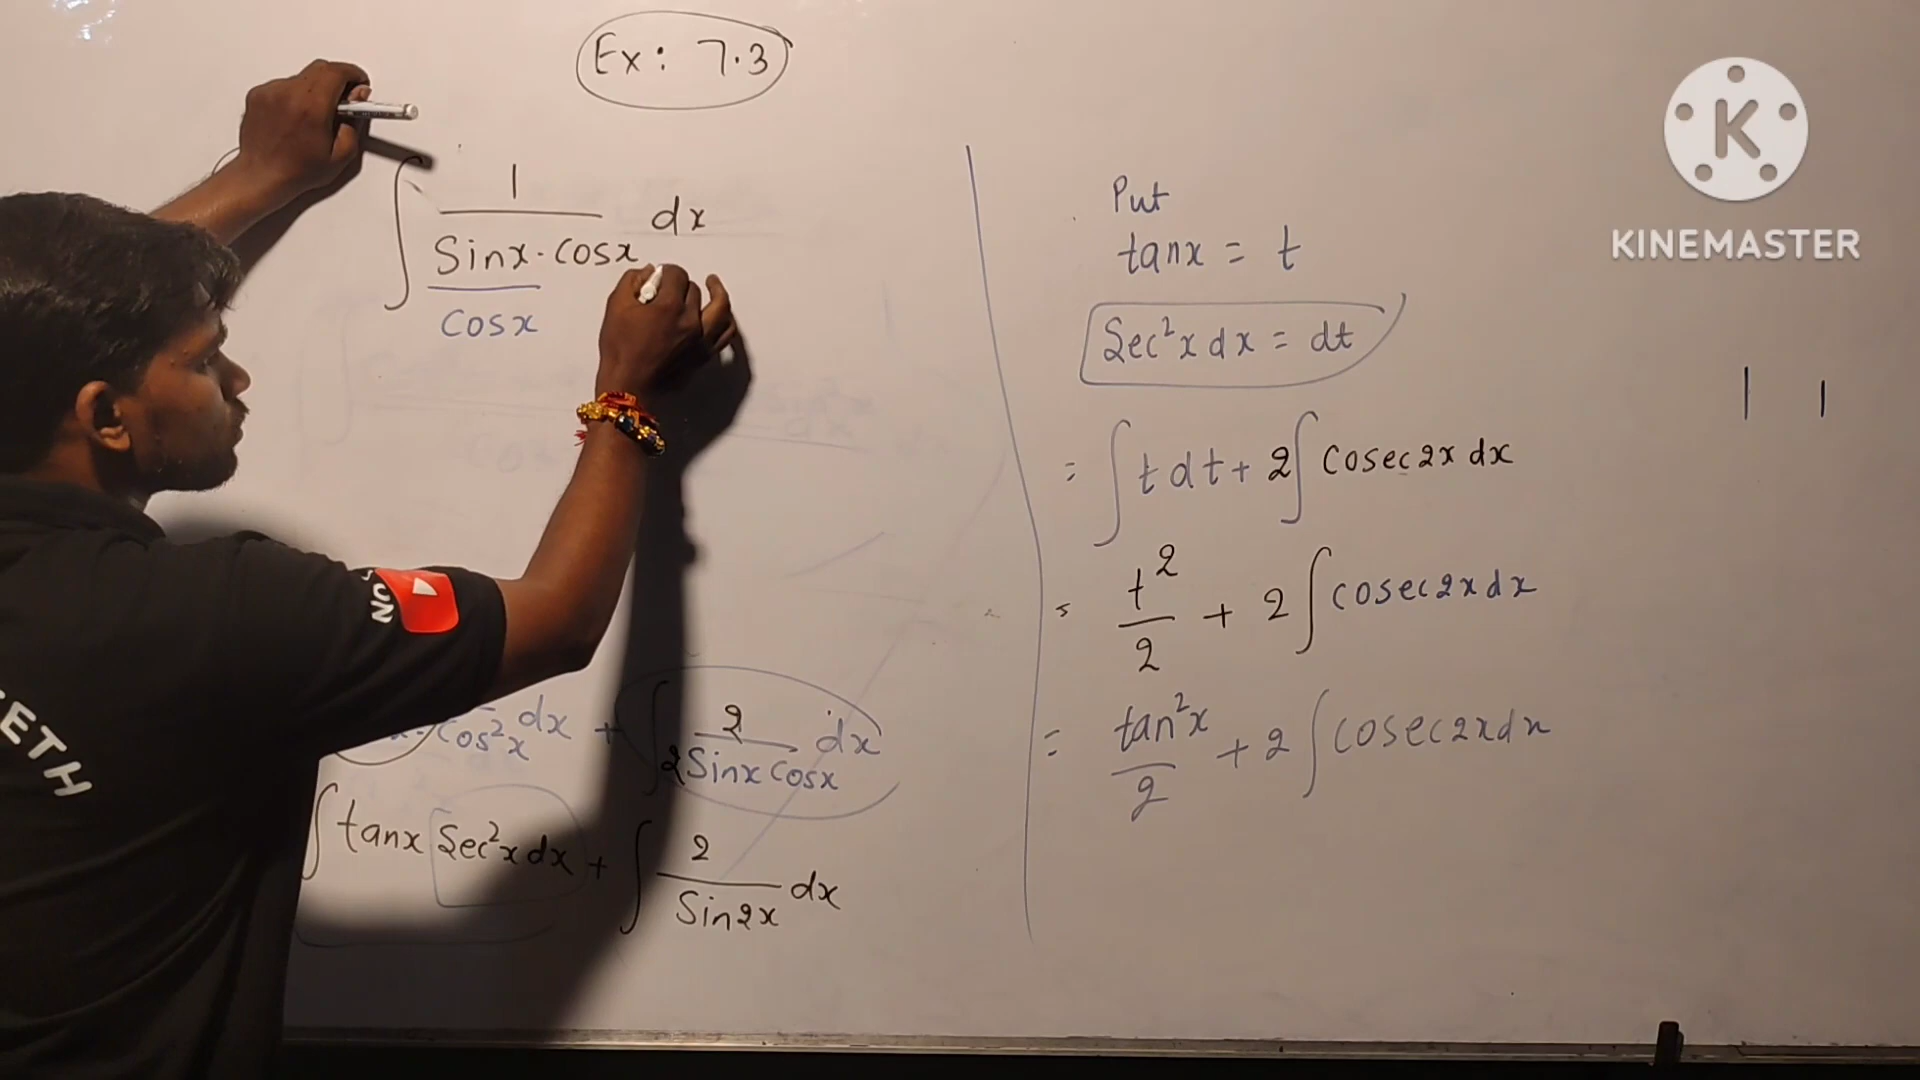 Ex: 7.3
∫ 1 / Sinx·Cosx dx
Cosx
Cos²x dx + ∫ 2 / 2Sinx Cosx dx
∫ tanx Sec²x dx + ∫ 2 / Sin2x dx
Put
tanx = t
Sec²x dx = dt
= ∫ t dt + 2∫ Cosec2x dx
= t²/2 + 2∫ Cosec2x dx
= tan²x/2 + 2∫ Cosec2x dx
K
KINEMASTER
ETH